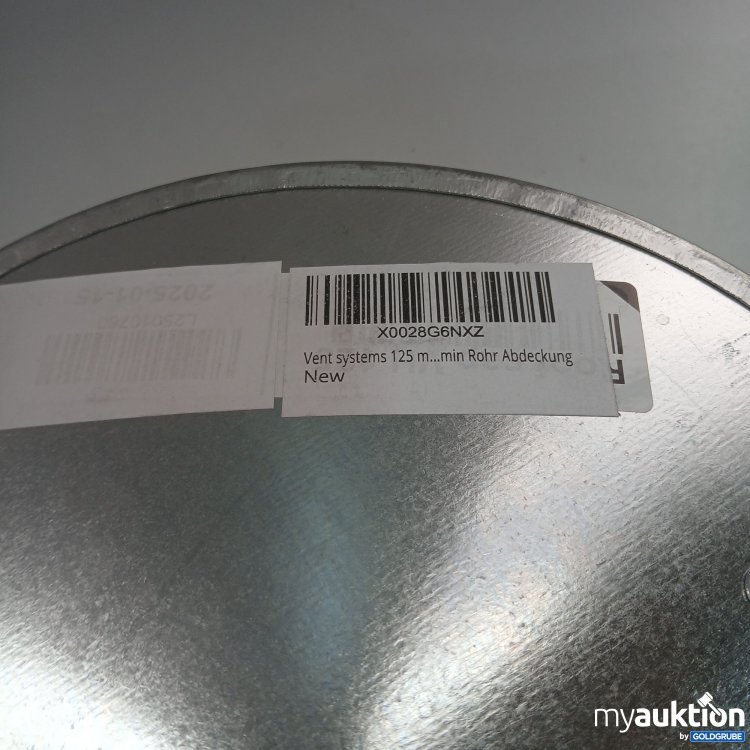 2025-01-15
X0028G6NXZ
Vent systems 125 m...min Rohr Abdeckung
New
myauktion
by GOLDGRUBE